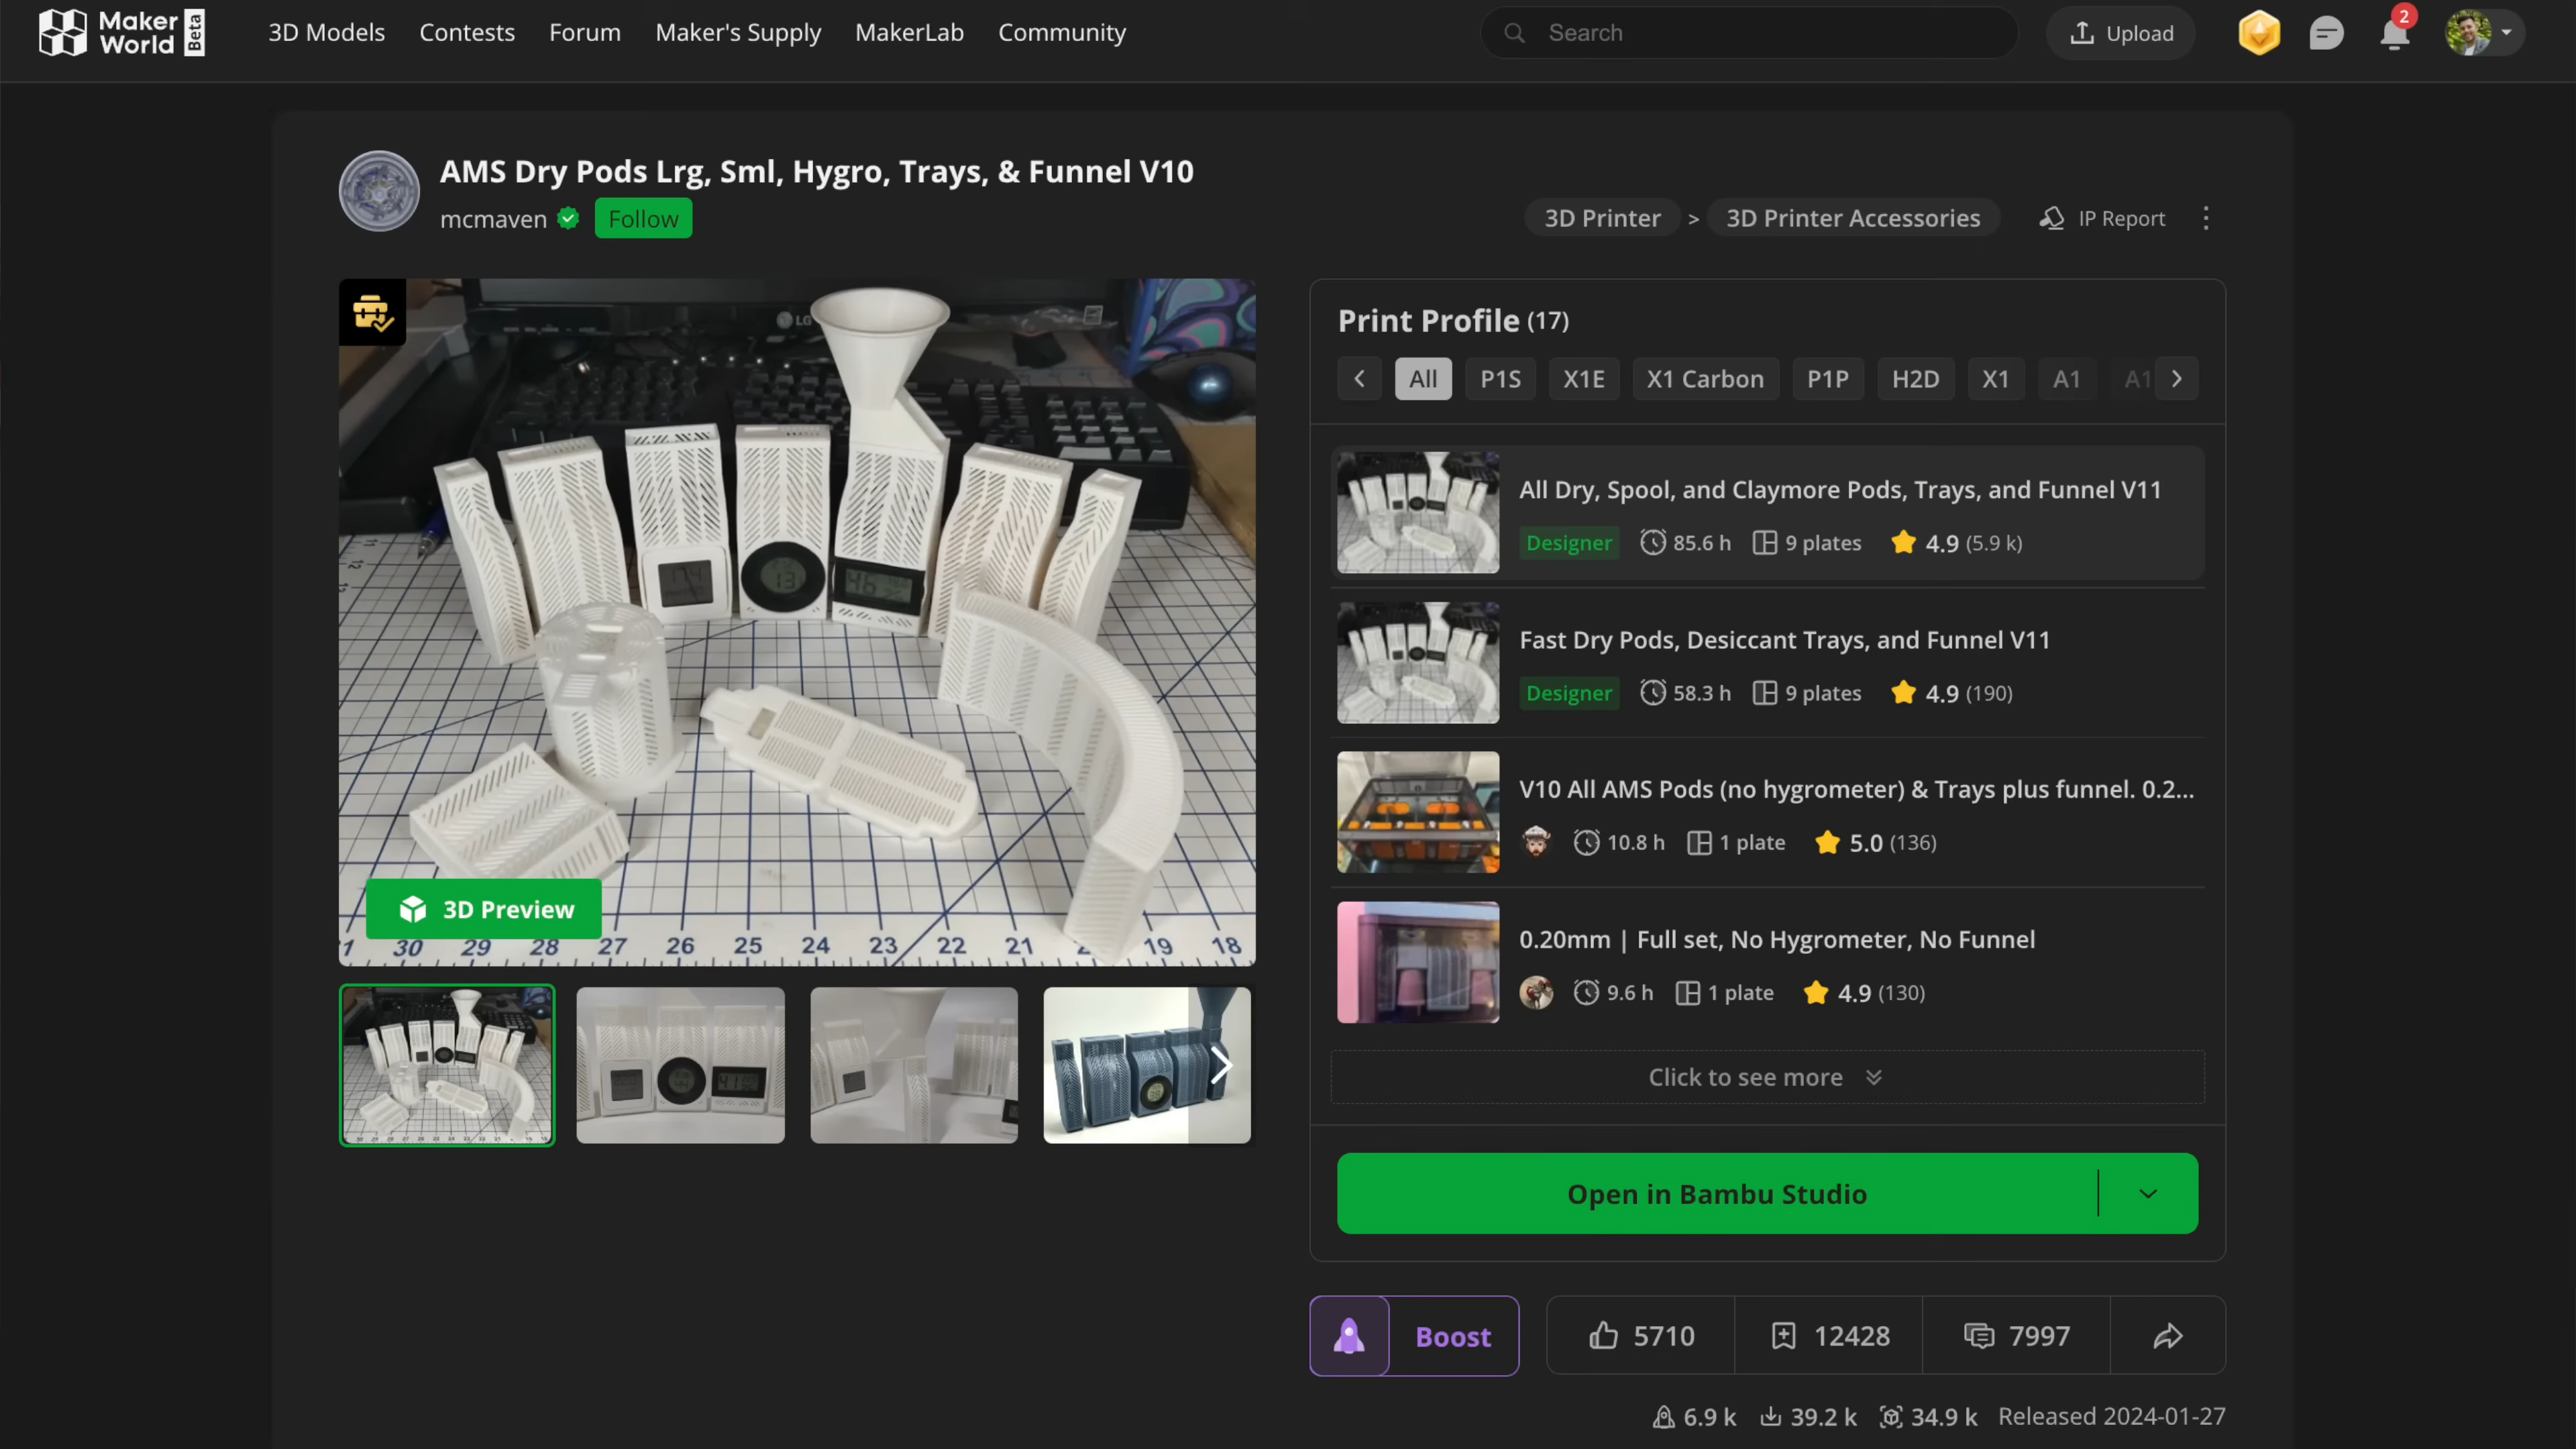 Maker World Beta
3D Models
Contests
Forum
Maker's Supply
MakerLab
Community
Search
Upload
2
AMS Dry Pods Lrg, Sml, Hygro, Trays, & Funnel V10
mcmaven
Follow
3D Printer > 3D Printer Accessories
IP Report
LG
13
46
3D Preview
30 29 28 27 26 25 24 23 22 21 19 18
Print Profile (17)
All
P1S
X1E
X1 Carbon
P1P
H2D
X1
A1
A1
All Dry, Spool, and Claymore Pods, Trays, and Funnel V11
Designer 85.6 h 9 plates 4.9 (5.9 k)
Fast Dry Pods, Desiccant Trays, and Funnel V11
Designer 58.3 h 9 plates 4.9 (190)
V10 All AMS Pods (no hygrometer) & Trays plus funnel. 0.2...
10.8 h 1 plate 5.0 (136)
0.20mm | Full set, No Hygrometer, No Funnel
9.6 h 1 plate 4.9 (130)
Click to see more
Open in Bambu Studio
Boost
5710
12428
7997
6.9 k 39.2 k 34.9 k Released 2024-01-27